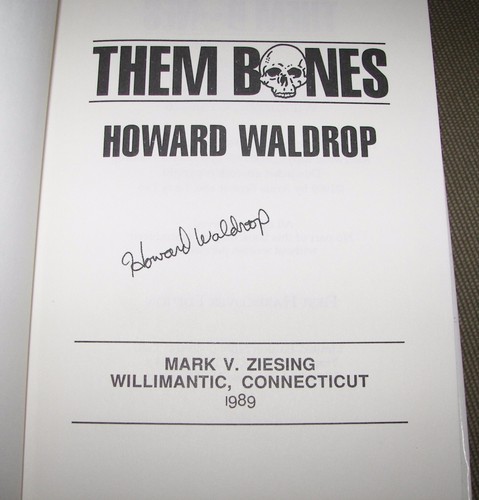 THEM BONES
HOWARD WALDROP
Howard Waldrop
MARK V. ZIESING
WILLIMANTIC, CONNECTICUT
1989